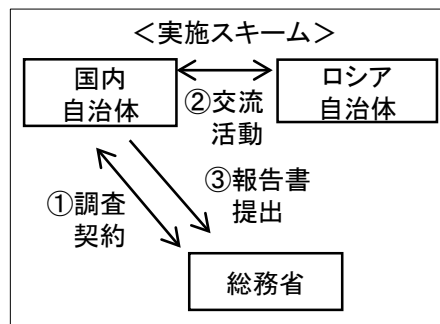 ＜実施スキーム＞
国内
自治体
ロシア
自治体
②交流
活動
①調査
契約
③報告書
提出
総務省